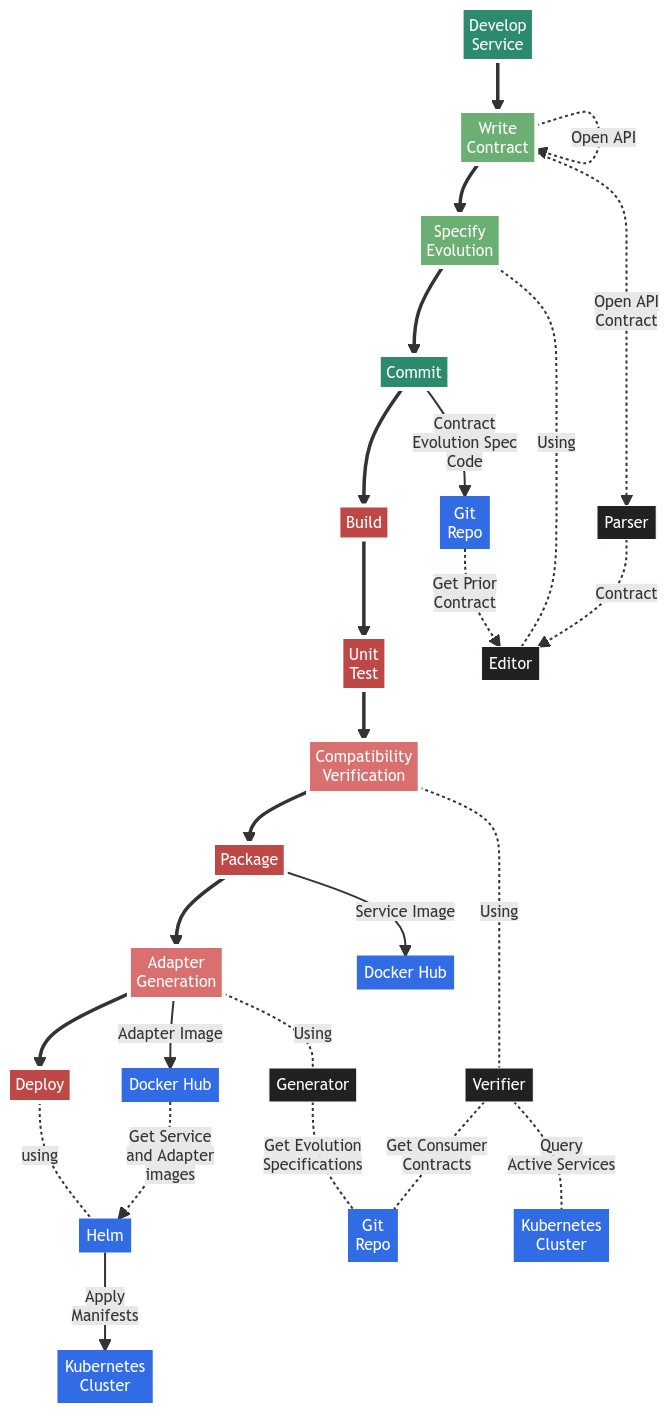 Develop
Service
Write
Contract
Open API
Specify
Evolution
Open API
Contract
Commit
Contract
Evolution Spec
Code
Using
Build
Git
Repo
Parser
Get Prior
Contract
Contract
Unit
Test
Editor
Compatibility
Verification
Package
Service Image
Using
Adapter
Generation
Docker Hub
Adapter Image
Using
Deploy
Docker Hub
Generator
Verifier
using
Get Service
and Adapter
images
Get Evolution
Specifications
Get Consumer
Contracts
Query
Active Services
Helm
Git
Repo
Kubernetes
Cluster
Apply
Manifests
Kubernetes
Cluster